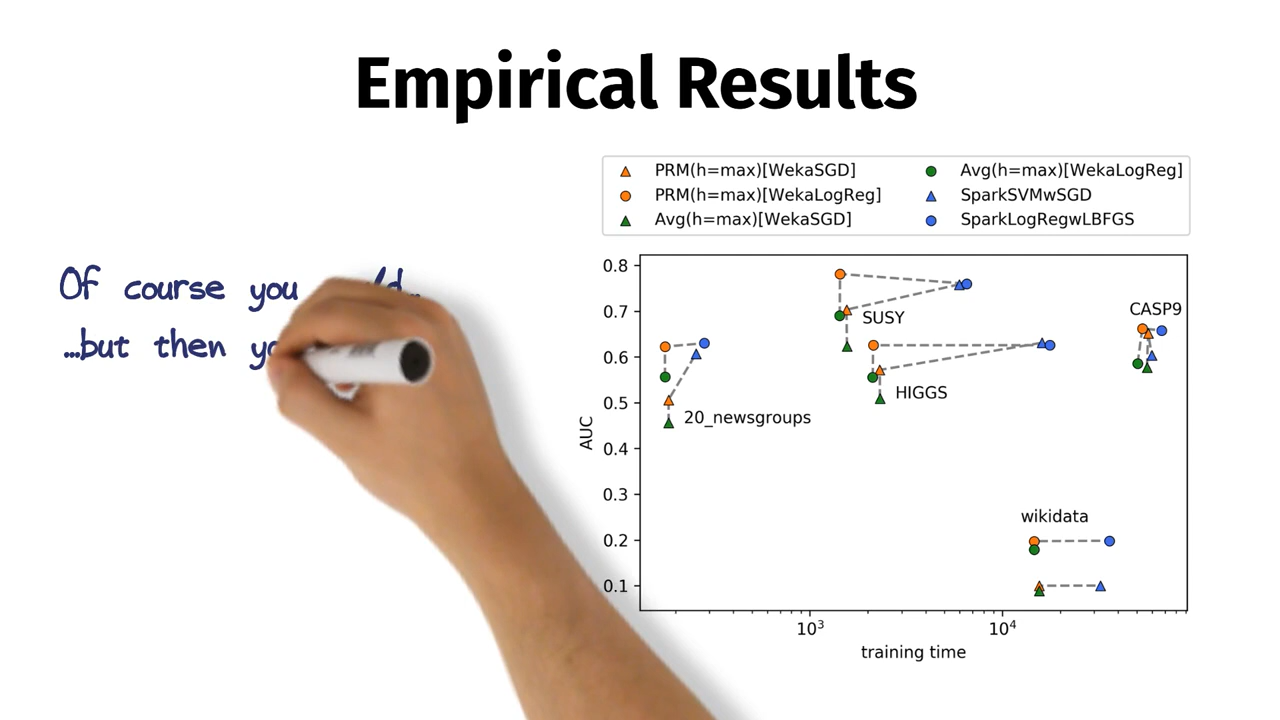 Empirical Results
PRM(h=max)[WekaSGD]
PRM(h=max)[WekaLogReg]
Avg(h=max)[WekaSGD]
Avg(h=max)[WekaLogReg]
SparkSVMwSGD
SparkLogRegwLBFGS
Of course you
...but then
0.8
0.7
0.6
0.5
0.4
0.3
0.2
0.1
AUC
SUSY
CASP9
HIGGS
20_newsgroups
wikidata
10³
10⁴
training time